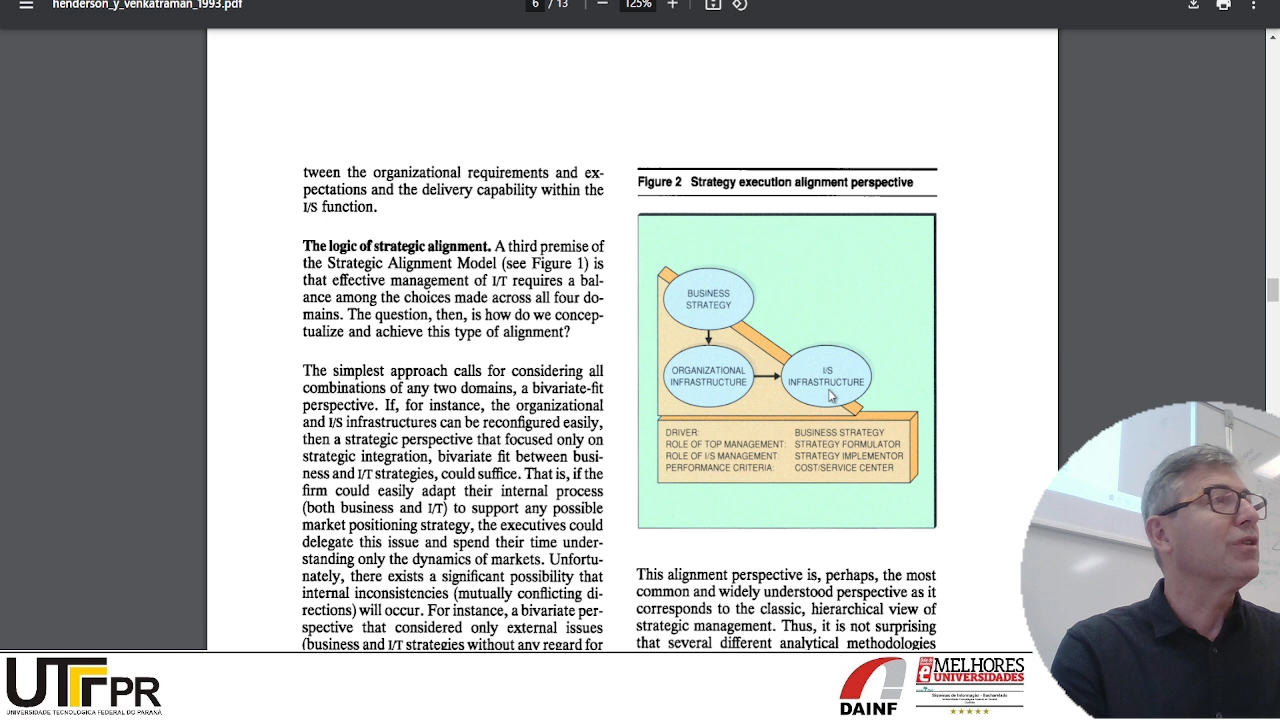 henderson_y_venkatraman_1993.pdf
6 / 13
125%
tween the organizational requirements and ex-
pectations and the delivery capability within the
I/S function.
The logic of strategic alignment. A third premise of
the Strategic Alignment Model (see Figure 1) is
that effective management of I/T requires a bal-
ance among the choices made across all four do-
mains. The question, then, is how do we concep-
tualize and achieve this type of alignment?
The simplest approach calls for considering all
combinations of any two domains, a bivariate-fit
perspective. If, for instance, the organizational
and I/S infrastructures can be reconfigured easily,
then a strategic perspective that focused only on
strategic integration, bivariate fit between busi-
ness and I/T strategies, could suffice. That is, if the
firm could easily adapt their internal process
(both business and I/T) to support any possible
market positioning strategy, the executives could
delegate this issue and spend their time under-
standing only the dynamics of markets. Unfortu-
nately, there exists a significant possibility that
internal inconsistencies (mutually conflicting di-
rections) will occur. For instance, a bivariate per-
spective that considered only external issues
(business and I/T strategies without any regard for
Figure 2 Strategy execution alignment perspective
BUSINESS
STRATEGY
ORGANIZATIONAL
INFRASTRUCTURE
I/S
INFRASTRUCTURE
DRIVER: BUSINESS STRATEGY
ROLE OF TOP MANAGEMENT: STRATEGY FORMULATOR
ROLE OF I/S MANAGEMENT: STRATEGY IMPLEMENTOR
PERFORMANCE CRITERIA: COST/SERVICE CENTER
This alignment perspective is, perhaps, the most
common and widely understood perspective as it
corresponds to the classic, hierarchical view of
strategic management. Thus, it is not surprising
that several different analytical methodologies
UTFPR
UNIVERSIDADE TECNOLÓGICA FEDERAL DO PARANÁ
DAINF
MELHORES
UNIVERSIDADES
Sistemas de Informação - Bacharelado